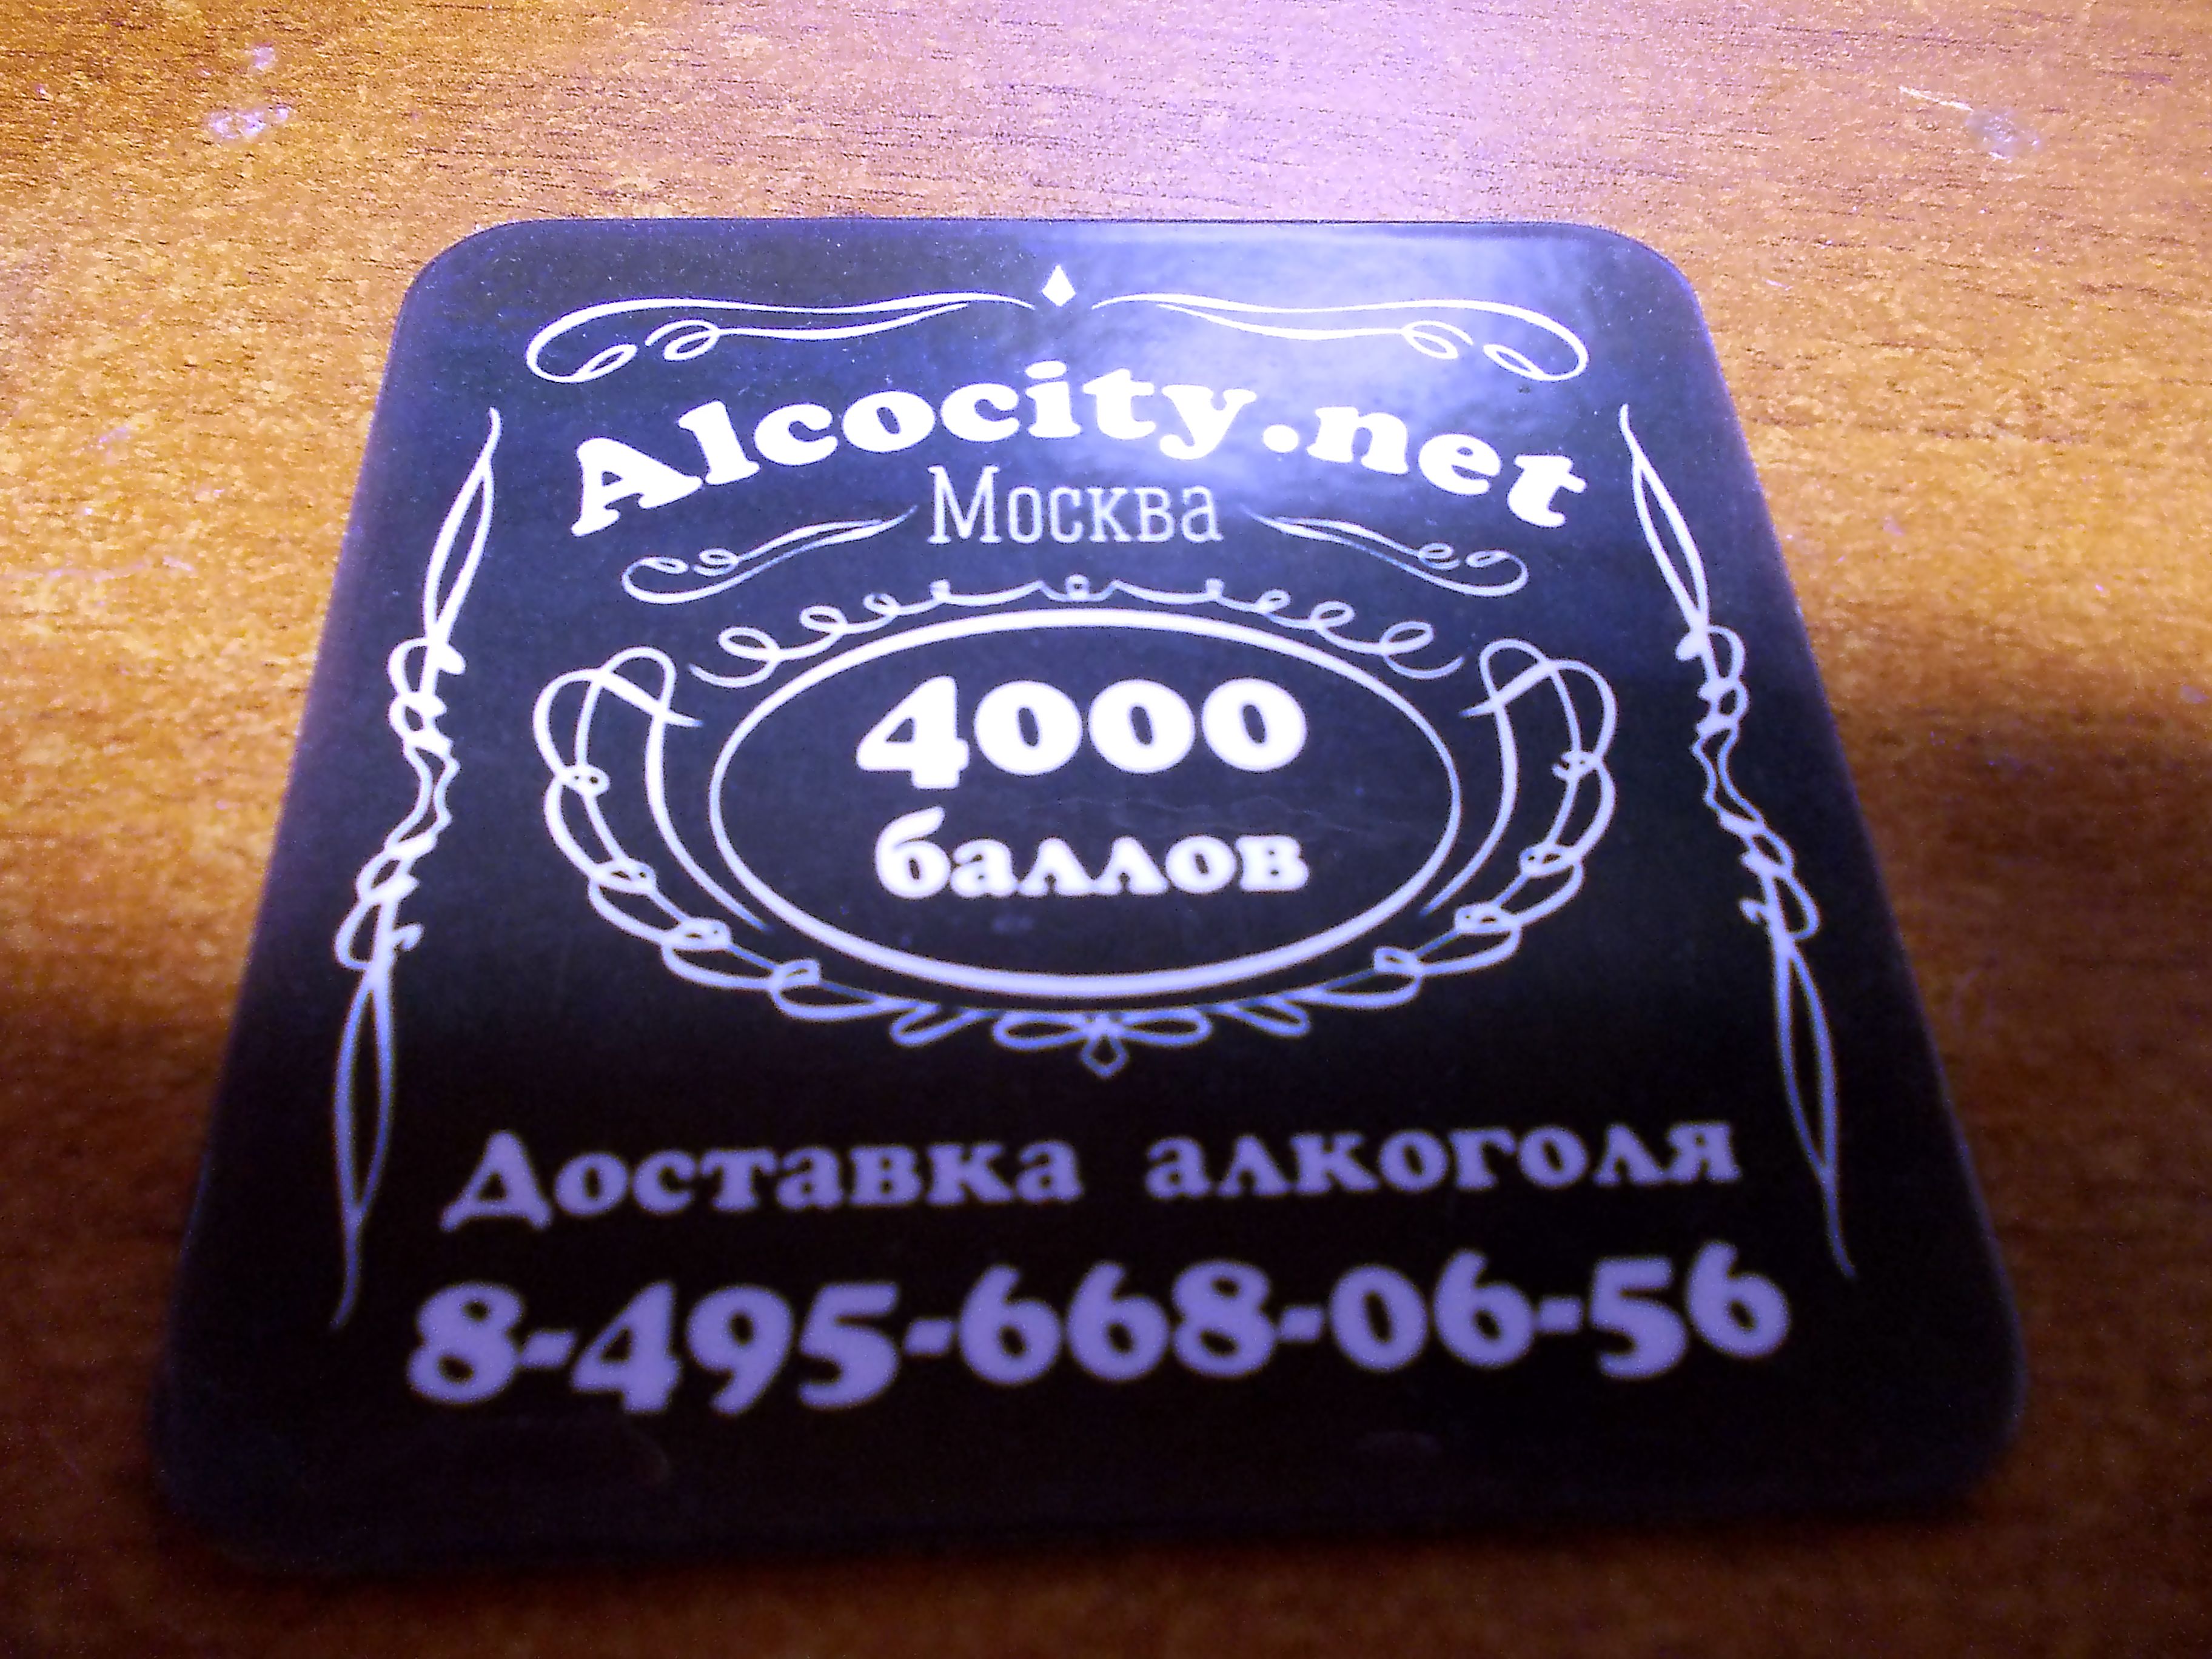 Alcocity.net
Москва
4000
баллов
Доставка алкоголя
8-495-668-06-56